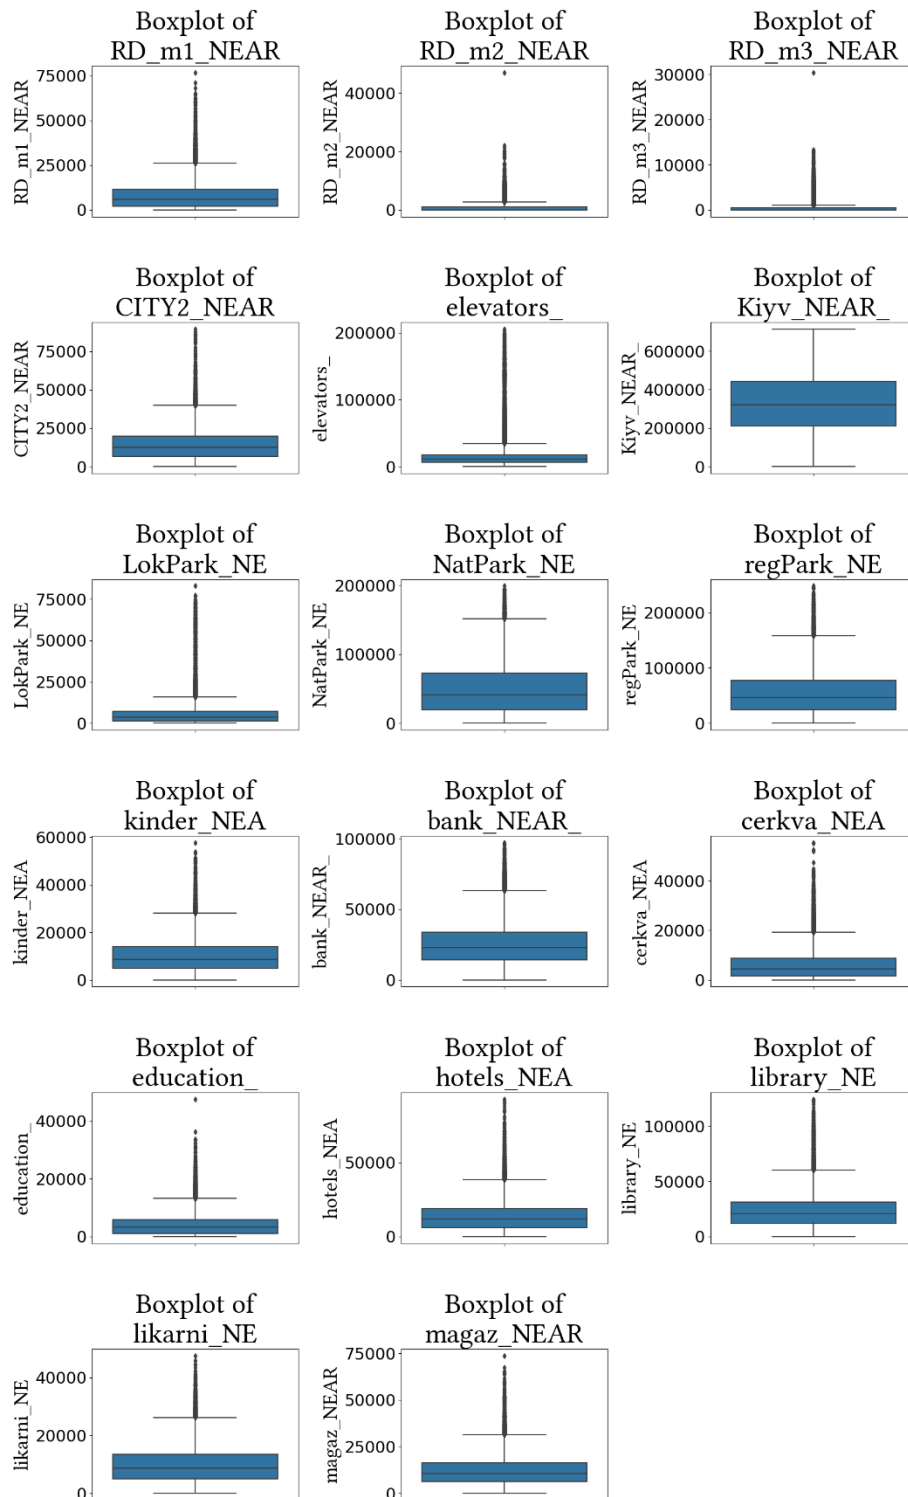 Boxplot of
RD_m1_NEAR
RD_m1_NEAR
75000
50000
25000
0
Boxplot of
RD_m2_NEAR
RD_m2_NEAR
40000
20000
0
Boxplot of
RD_m3_NEAR
RD_m3_NEAR
30000
20000
10000
0
Boxplot of
CITY2_NEAR
CITY2_NEAR
75000
50000
25000
0
Boxplot of
elevators_
elevators_
200000
100000
0
Boxplot of
Kiyv_NEAR_
Kiyv_NEAR_
600000
400000
200000
0
Boxplot of
LokPark_NE
LokPark_NE
75000
50000
25000
0
Boxplot of
NatPark_NE
NatPark_NE
200000
100000
0
Boxplot of
regPark_NE
regPark_NE
200000
100000
0
Boxplot of
kinder_NEA
kinder_NEA
60000
40000
20000
0
Boxplot of
bank_NEAR_
bank_NEAR_
100000
50000
0
Boxplot of
cerkva_NEA
cerkva_NEA
40000
20000
0
Boxplot of
education_
education_
40000
20000
0
Boxplot of
hotels_NEA
hotels_NEA
50000
0
Boxplot of
library_NE
library_NE
100000
50000
0
Boxplot of
likarni_NE
likarni_NE
40000
20000
0
Boxplot of
magaz_NEAR
magaz_NEAR
75000
50000
25000
0